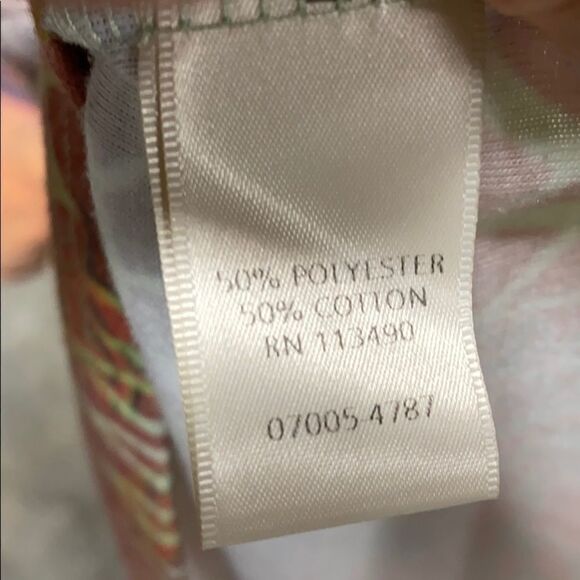 50% POLYESTER
50% COTTON
RN 113490
07005-4787